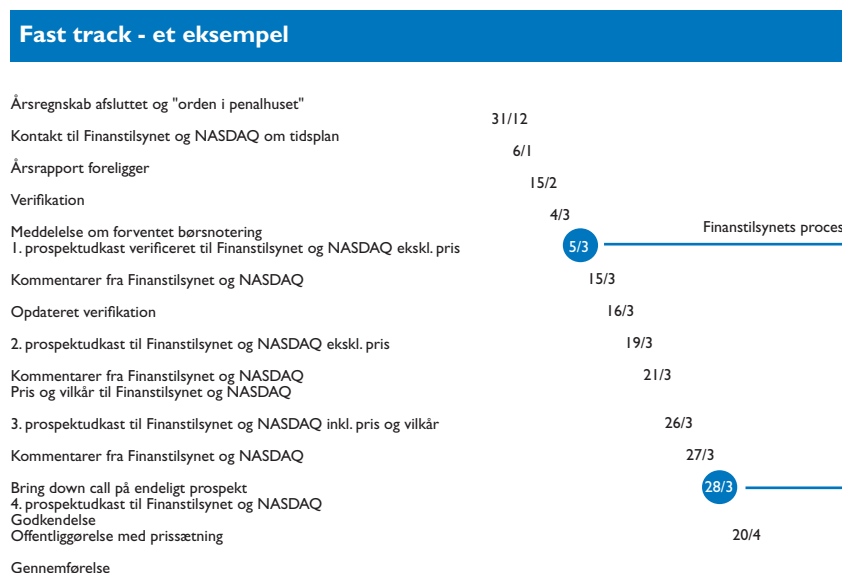 Fast track - et eksempel
Årsregnskab afsluttet og "orden i penalhuset"
31/12
Kontakt til Finanstilsynet og NASDAQ om tidsplan
6/1
Årsrapport foreligger
15/2
Verifikation
4/3
Meddelelse om forventet børsnotering
1. prospektudkast verificeret til Finanstilsynet og NASDAQ ekskl. pris
5/3
Finanstilsynets proces
Kommentarer fra Finanstilsynet og NASDAQ
15/3
Opdateret verifikation
16/3
2. prospektudkast til Finanstilsynet og NASDAQ ekskl. pris
19/3
Kommentarer fra Finanstilsynet og NASDAQ
Pris og vilkår til Finanstilsynet og NASDAQ
21/3
3. prospektudkast til Finanstilsynet og NASDAQ inkl. pris og vilkår
26/3
Kommentarer fra Finanstilsynet og NASDAQ
27/3
Bring down call på endeligt prospekt
28/3
4. prospektudkast til Finanstilsynet og NASDAQ
Godkendelse
Offentliggørelse med prissætning
20/4
Gennemførelse